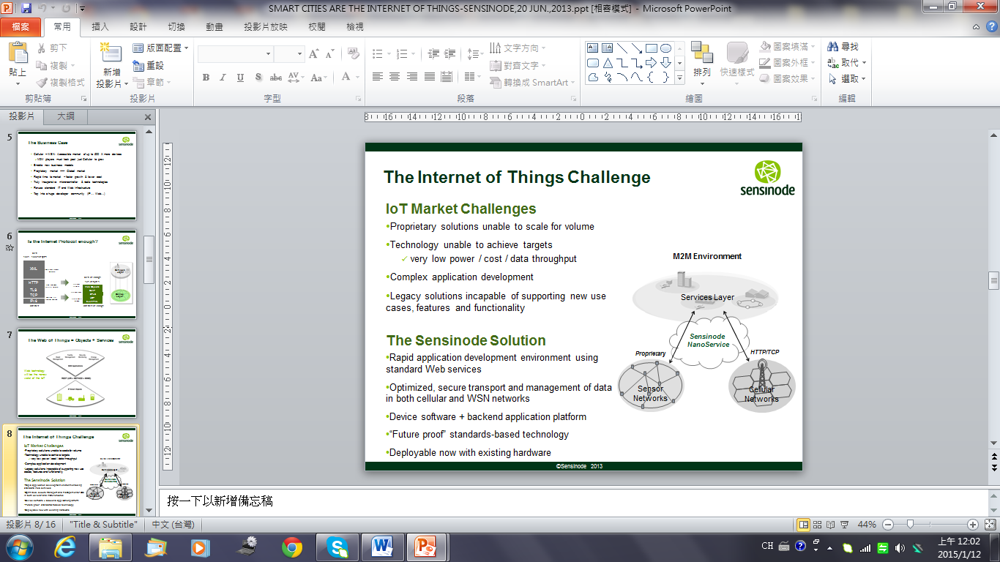 SMART CITIES ARE THE INTERNET OF THINGS-SENSINODE,20 JUN.,2013.ppt [相容模式] - Microsoft PowerPoint
檔案 常用 插入 設計 切換 動畫 投影片放映 校閱 檢視
貼上
剪下
複製
複製格式
剪貼簿
新增
投影片
版面配置
重設
章節
投影片
B I U S abc AV Aa A
字型
文字方向
對齊文字
轉換成 SmartArt
段落
排列
快速樣式
圖案填滿
圖案外框
圖案效果
繪圖
尋找
取代
選取
編輯
投影片 大綱
5
The Business Case
sensinode
6
Is the Internet Protocol enough?
sensinode
XML
HTTP
TLS
TCP
IPv6
7
The Web of Things = Objects + Services
sensinode
8
The Internet of Things Challenge
sensinode
IoT Market Challenges
The Sensinode Solution
The Internet of Things Challenge
sensinode
IoT Market Challenges
•Proprietary solutions unable to scale for volume
•Technology unable to achieve targets
✓ very low power / cost / data throughput
•Complex application development
•Legacy solutions incapable of supporting new use
cases, features and functionality
The Sensinode Solution
•Rapid application development environment using
standard Web services
•Optimized, secure transport and management of data
in both cellular and WSN networks
•Device software + backend application platform
•“Future proof” standards-based technology
•Deployable now with existing hardware
M2M Environment
Services Layer
Sensinode
NanoService
Proprietary
HTTP/TCP
Sensor
Networks
Cellular
Networks
©Sensinode 2013
按一下以新增備忘稿
投影片 8/ 16 "Title & Subtitle" 中文 (台灣) 44%
CH
上午 12:02
2015/1/12